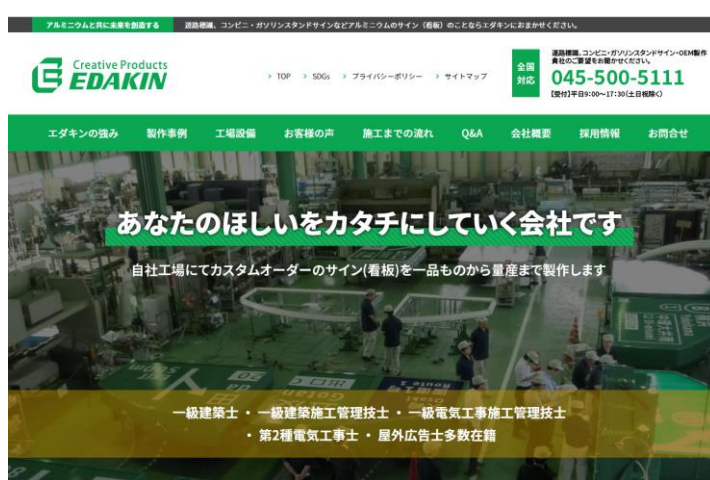 アルミニウムと共に未来を創造する
道路標識、コンビニ・ガソリンスタンドサインなどアルミニウムのサイン（看板）のことならエダキンにおまかせください。
Creative Products
EDAKIN
TOP
SDGs
プライバシーポリシー
サイトマップ
全国
対応
道路標識、コンビニ・ガソリンスタンドサイン・OEM製作
貴社のご要望をお聞かせください。
045-500-5111
【受付】平日9:00〜17:30（土日祝除く）
エダキンの強み
製作事例
工場設備
お客様の声
施工までの流れ
Q&A
会社概要
採用情報
お問合せ
あなたのほしいをカタチにしていく会社です
自社工場にてカスタムオーダーのサイン(看板)を一品ものから量産まで製作します
一級建築士 ・ 一級建築施工管理技士 ・ 一級電気工事施工管理技士
・ 第2種電気工事士 ・ 屋外広告士多数在籍